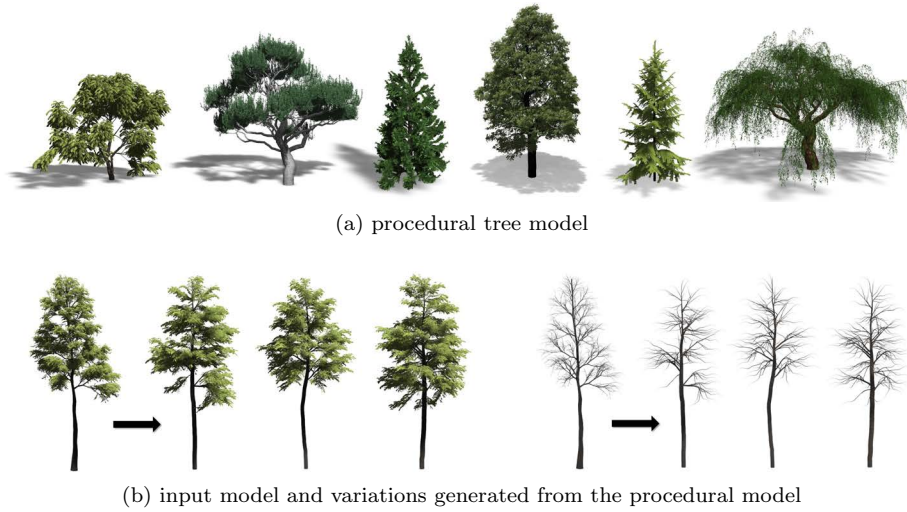 (a) procedural tree model
(b) input model and variations generated from the procedural model